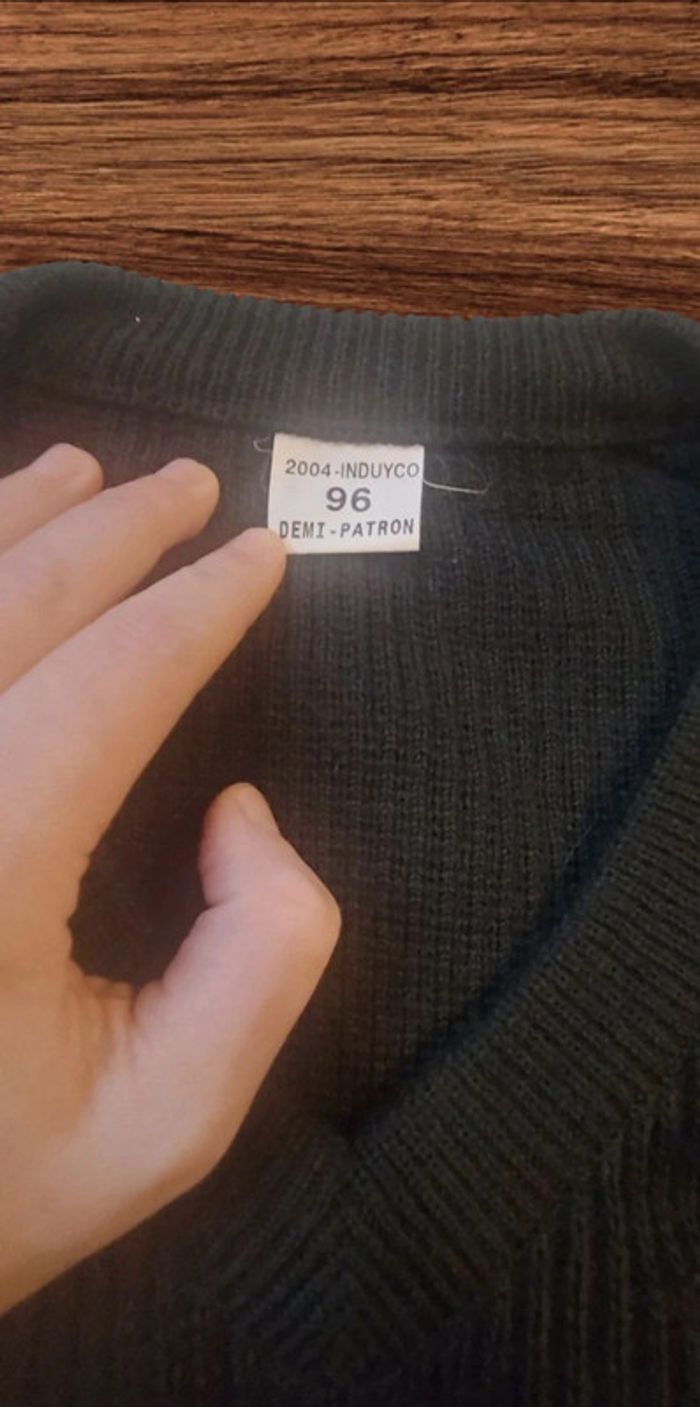 2004-INDUYCO
96
DEMI-PATRON